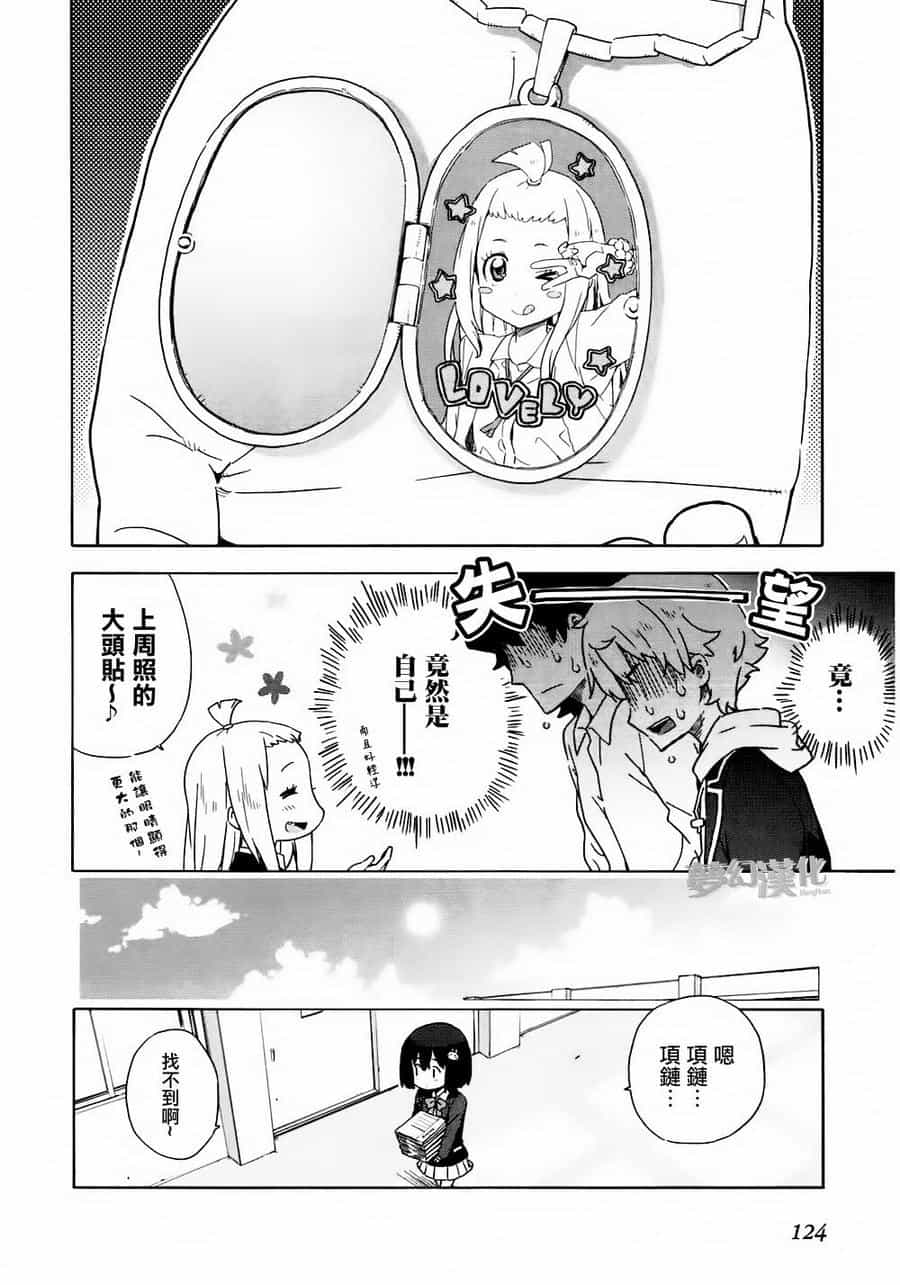 LOVELY
失——望
竟…
竟然是
自己——!!!
而且好輕浮
上周照的
大頭貼~♪
能讓眼睛顯得
更大的那個~
夢幻漢化
MengHuan
嗯
項鏈…
項鏈…
找不到啊~
124